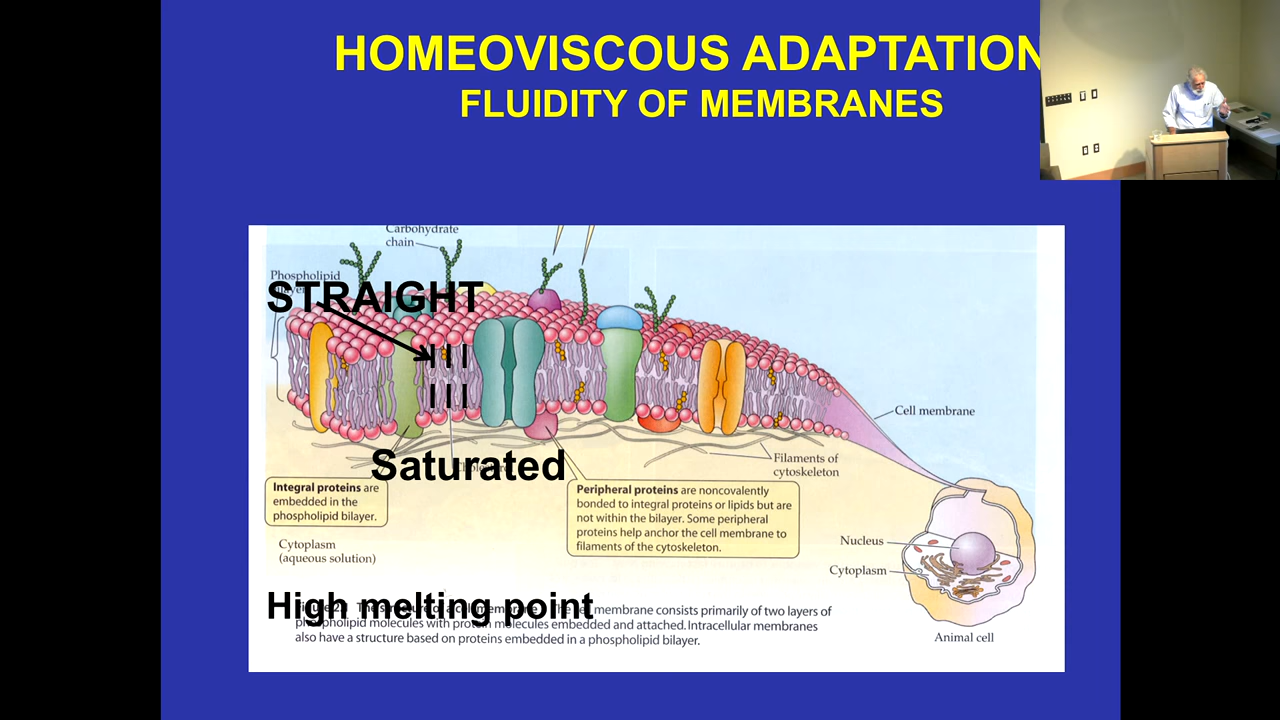 HOMEOVISCOUS ADAPTATION
FLUIDITY OF MEMBRANES
Carbohydrate
chain
Phospholipid
STRAIGHT
Cell membrane
Saturated
Filaments of
cytoskeleton
Integral proteins are
embedded in the
phospholipid bilayer.
Peripheral proteins are noncovalently
bonded to integral proteins or lipids but are
not within the bilayer. Some peripheral
proteins help anchor the cell membrane to
filaments of the cytoskeleton.
Cytoplasm
(aqueous solution)
Nucleus
Cytoplasm
High melting point
membrane consists primarily of two layers of
phospholipid molecules with protein molecules embedded and attached. Intracellular membranes
also have a structure based on proteins embedded in a phospholipid bilayer.
Animal cell